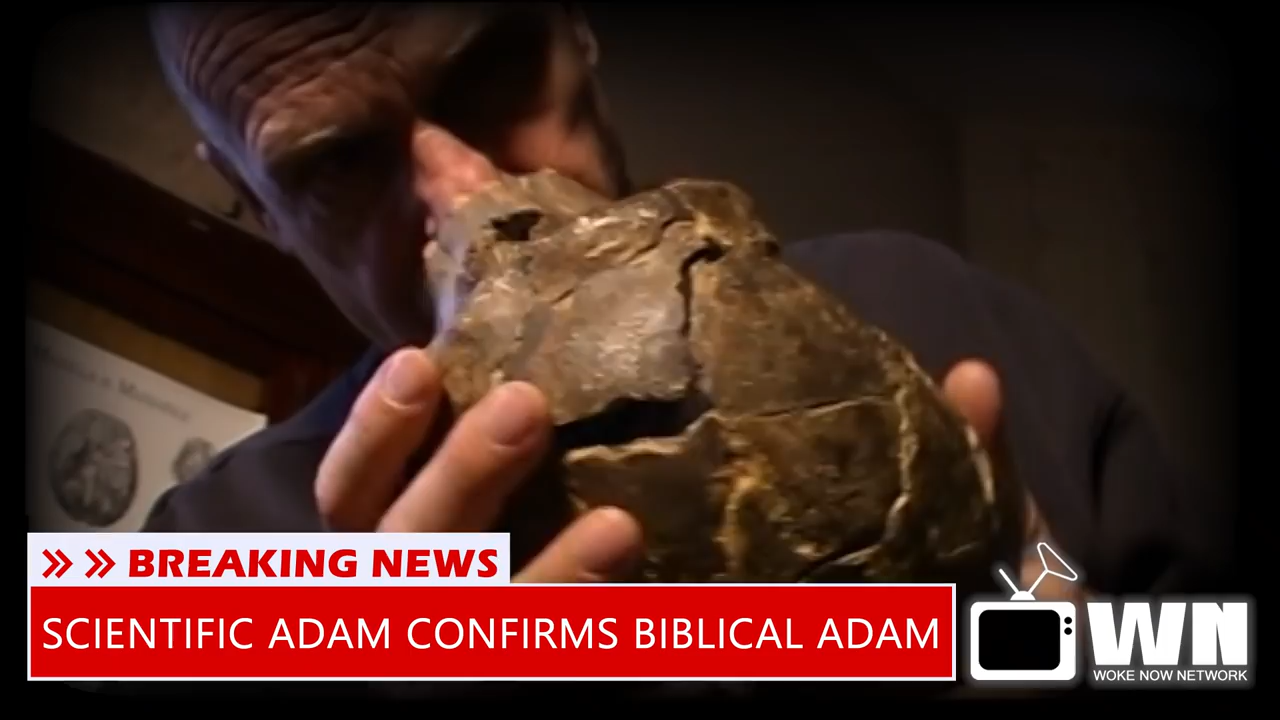 » » BREAKING NEWS
SCIENTIFIC ADAM CONFIRMS BIBLICAL ADAM
WN
WOKE NOW NETWORK